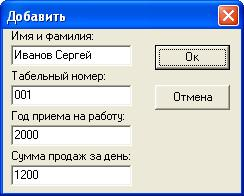 Добавить
Имя и фамилия:
Иванов Сергей
Ок
Табельный номер:
001
Отмена
Год приема на работу:
2000
Сумма продаж за день:
1200